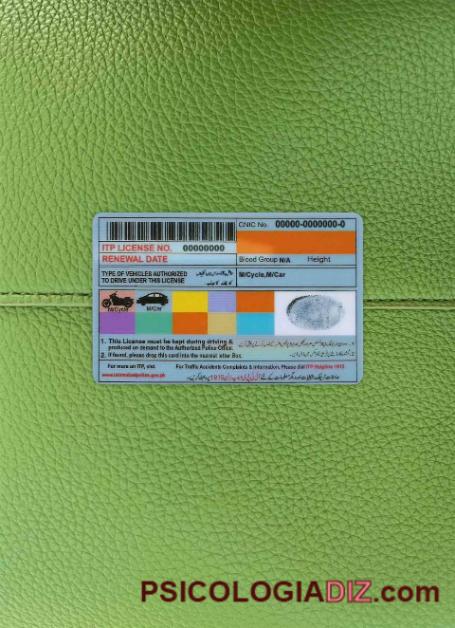 CNIC No. 00000-0000000-0
ITP LICENSE NO. 00000000
RENEWAL DATE
Blood Group N/A Height
TYPE OF VEHICLES AUTHORIZED
TO DRIVE UNDER THIS LICENSE
M/Cycle,M/Car
M/Cycle M/Car
1. This License must be kept during driving &
produced on demand to the Authorized Police Officer.
2. If found, please drop this card into the nearest letter Box.
For more on ITP, visit. For Traffic Accidents Complaints & Information, Please dial ITP Helpline 1915
www.islamabadpolice.gov.pk
PSICOLOGIADIZ.com